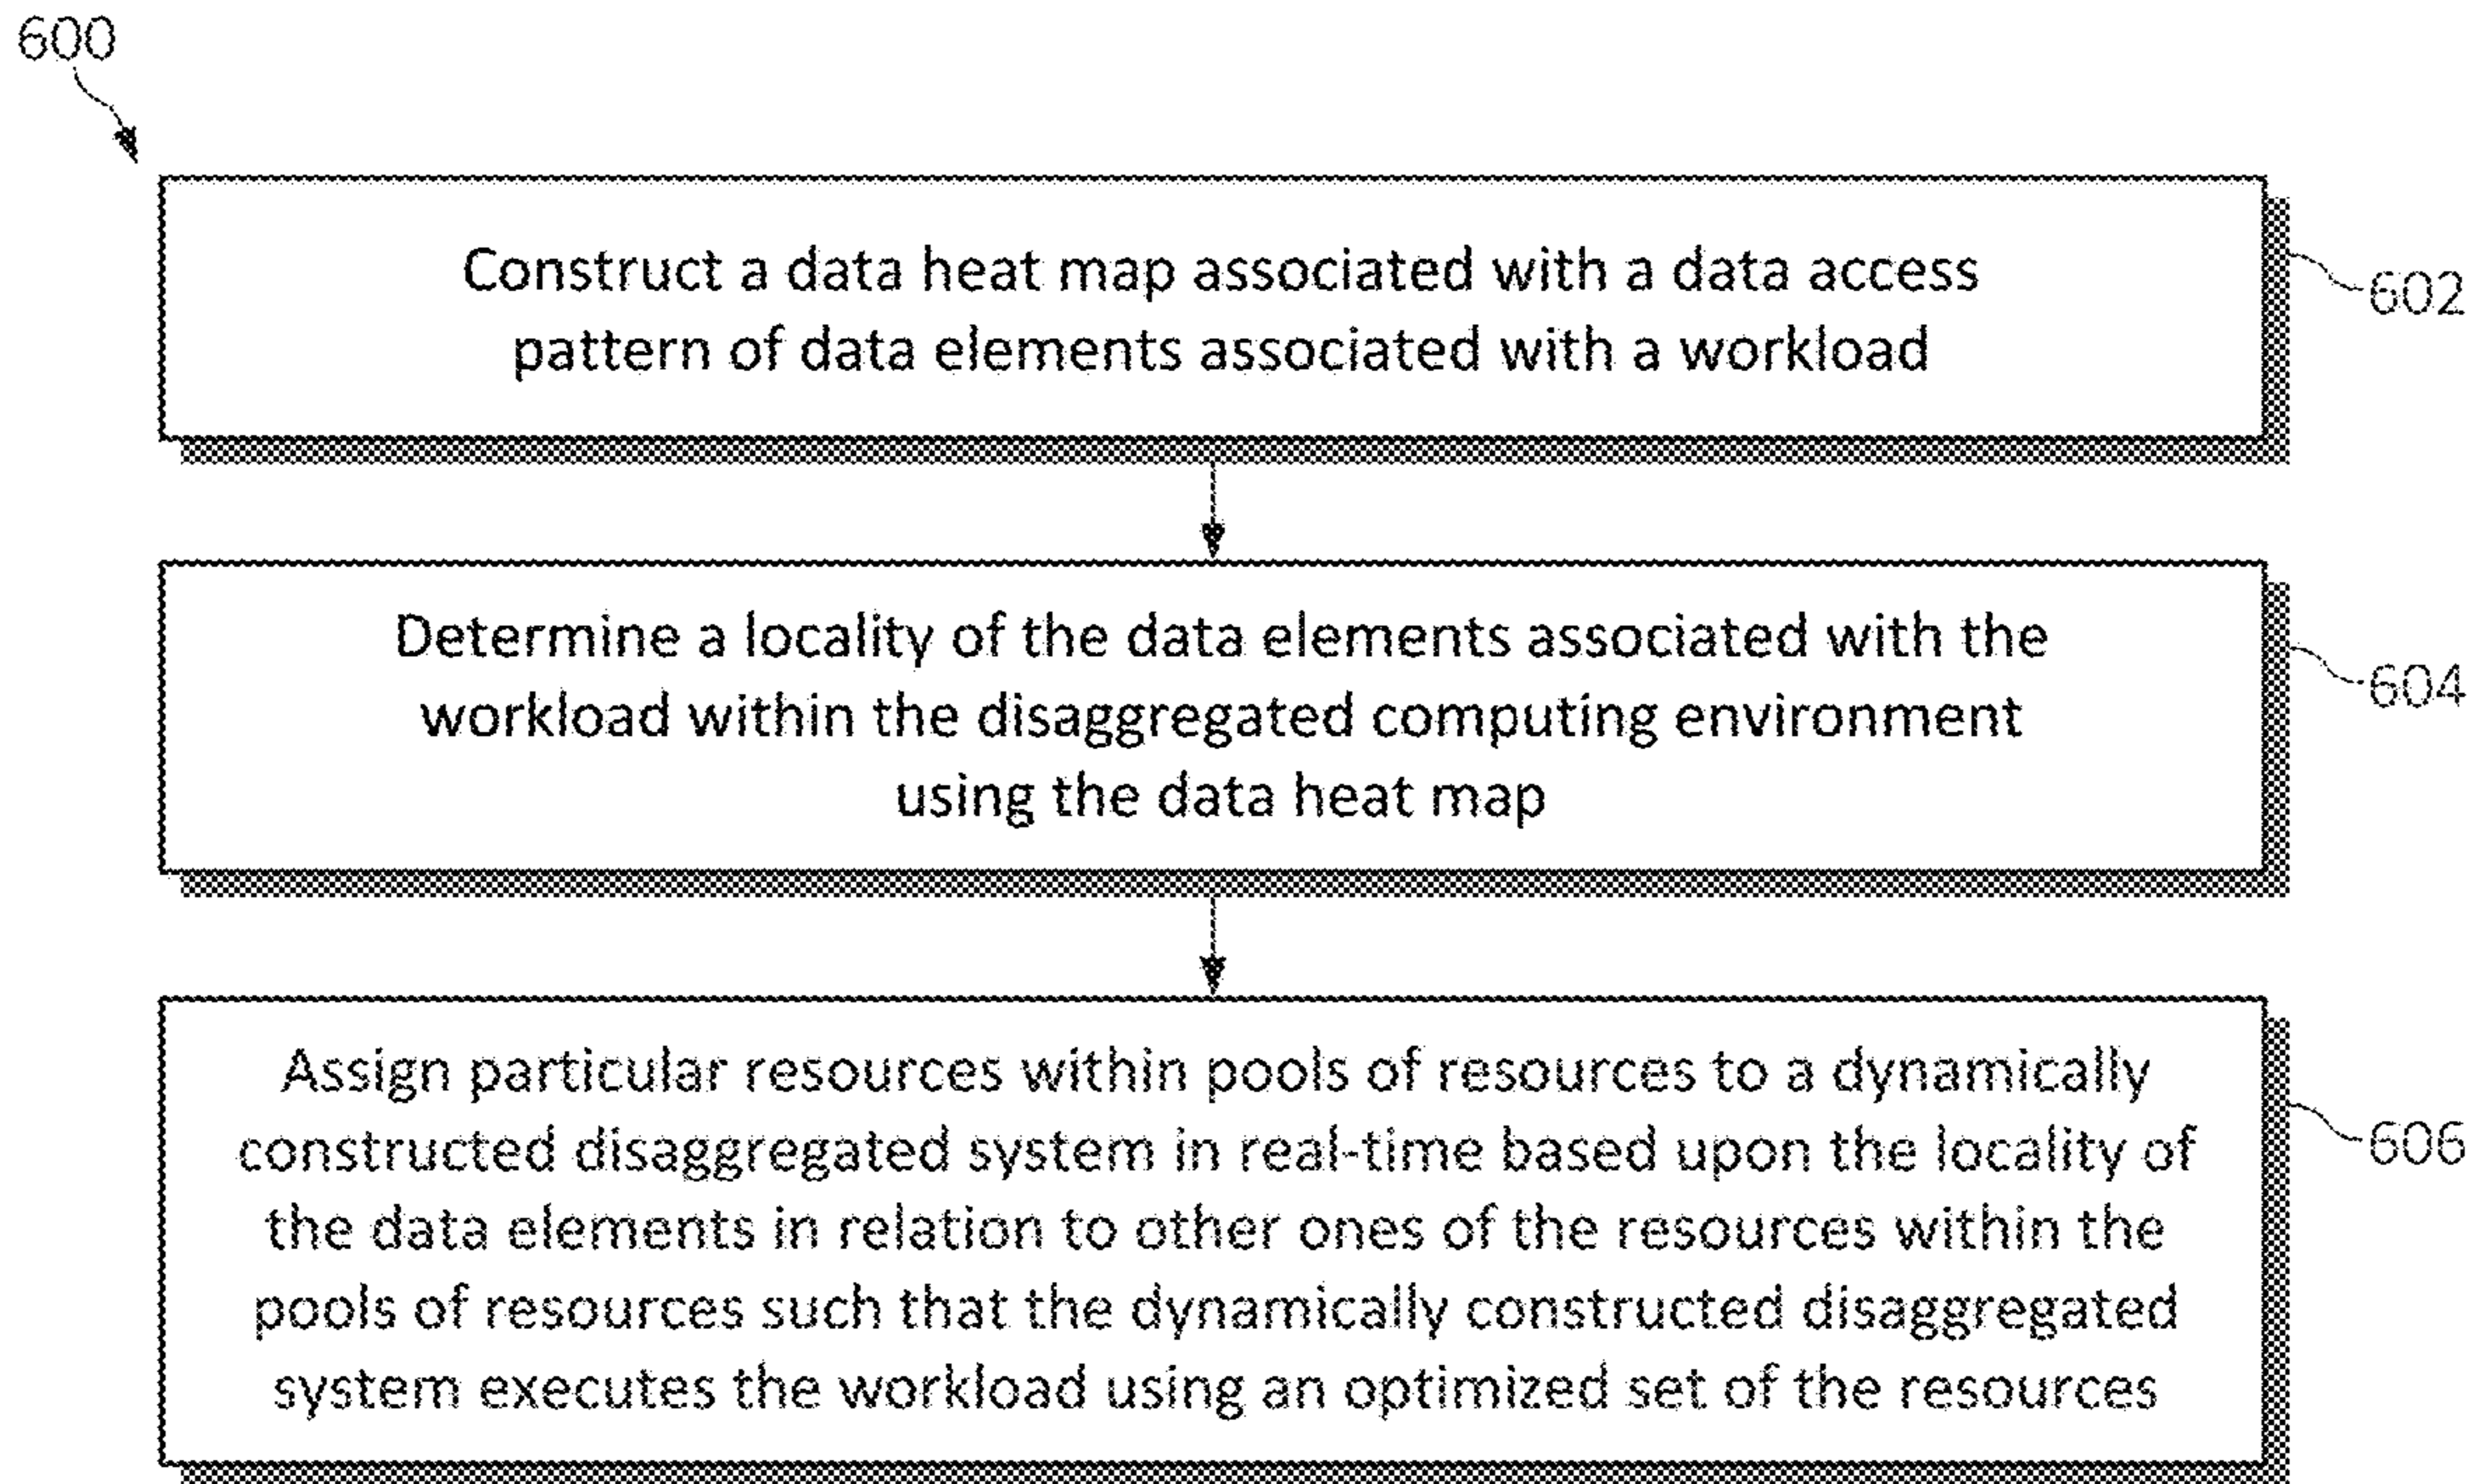 600
Construct a data heat map associated with a data access
pattern of data elements associated with a workload
602
Determine a locality of the data elements associated with the
workload within the disaggregated computing environment
using the data heat map
604
Assign particular resources within pools of resources to a dynamically
constructed disaggregated system in real-time based upon the locality of
the data elements in relation to other ones of the resources within the
pools of resources such that the dynamically constructed disaggregated
system executes the workload using an optimized set of the resources
606